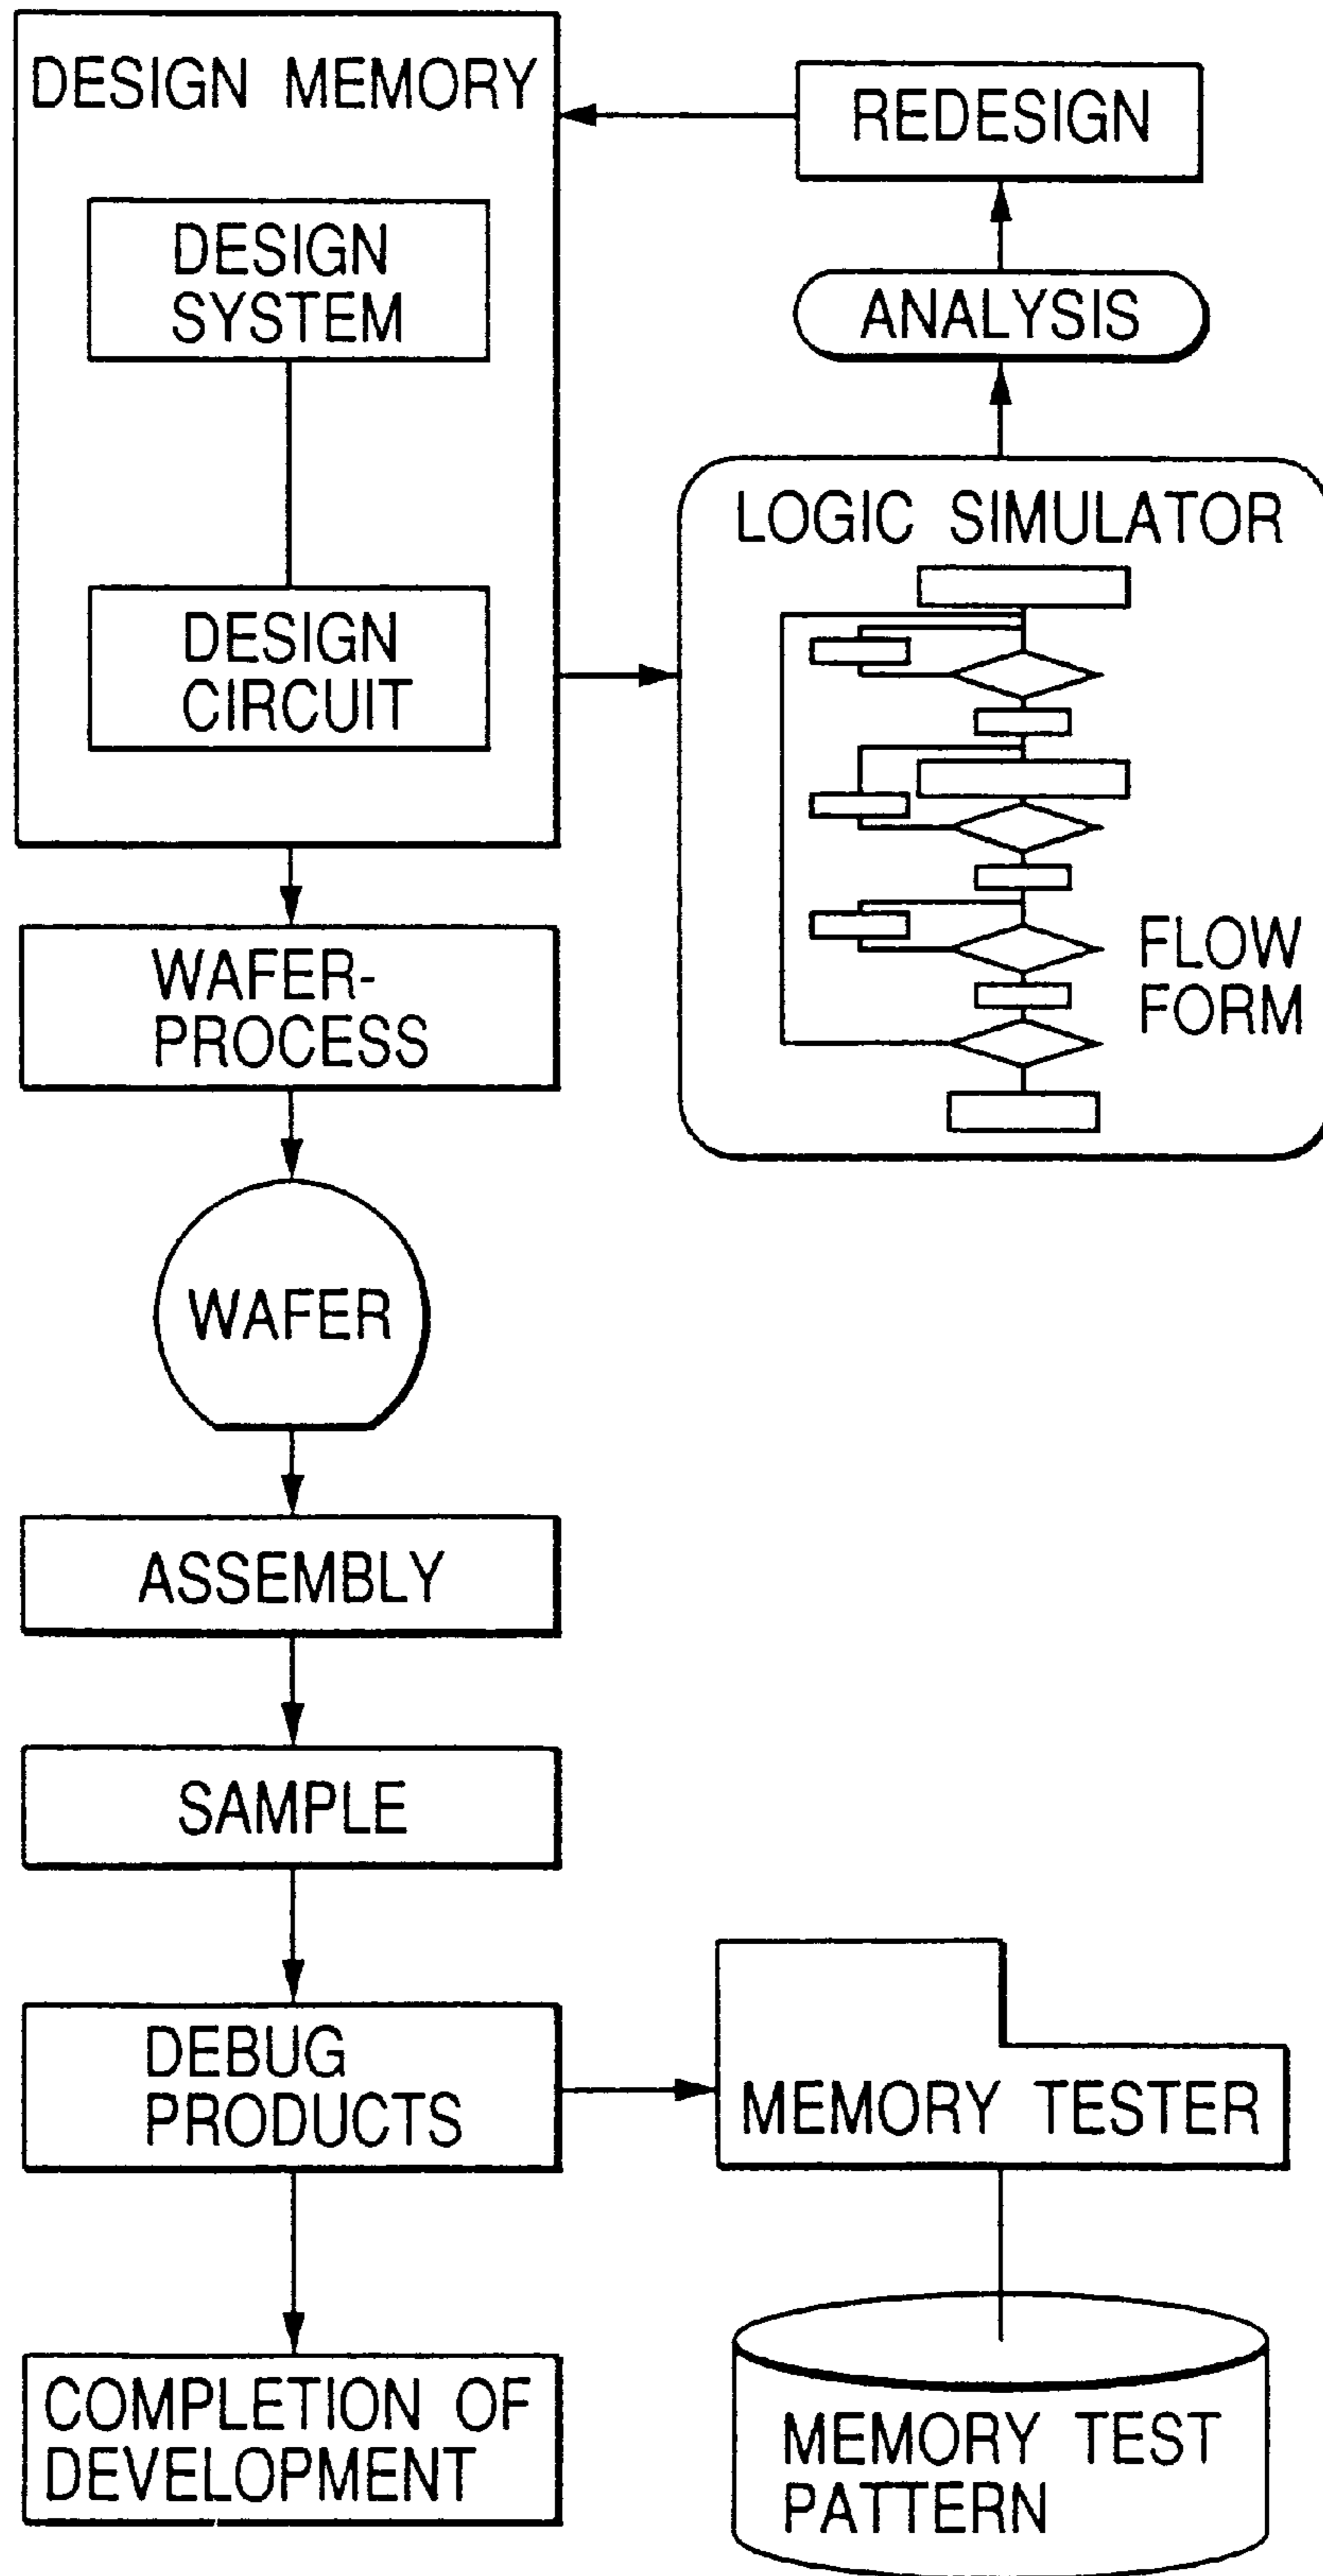 DESIGN MEMORY
REDESIGN
DESIGN
SYSTEM
ANALYSIS
LOGIC SIMULATOR
DESIGN
CIRCUIT
FLOW
FORM
WAFER-
PROCESS
WAFER
ASSEMBLY
SAMPLE
DEBUG
PRODUCTS
MEMORY TESTER
COMPLETION OF
DEVELOPMENT
MEMORY TEST
PATTERN